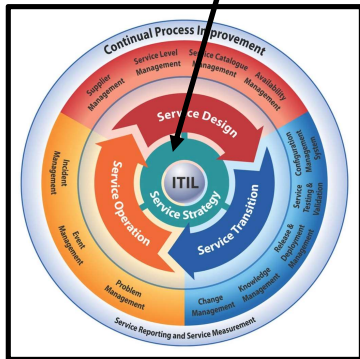 Continual Process Improvement
Supplier
Management
Service Level
Management
Service Catalogue
Management
Availability
Management
System
Configuration
Management
Service
Testing &
Validation
Release &
Deployment
Management
Knowledge
Management
Change
Management
Problem
Management
Event
Management
Incident
Management
Service Design
Service Transition
Service Operation
Service Strategy
ITIL
Service Reporting and Service Measurement